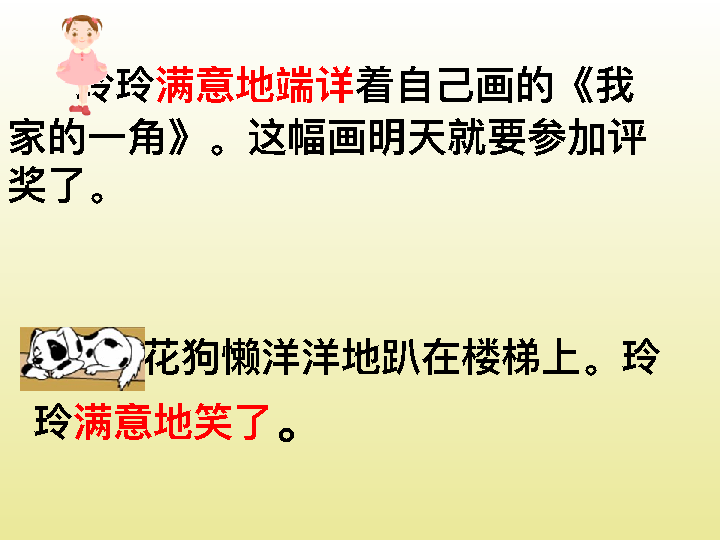 玲玲满意地端详着自己画的《我
家的一角》。这幅画明天就要参加评
奖了。
花狗懒洋洋地趴在楼梯上。玲
玲满意地笑了。